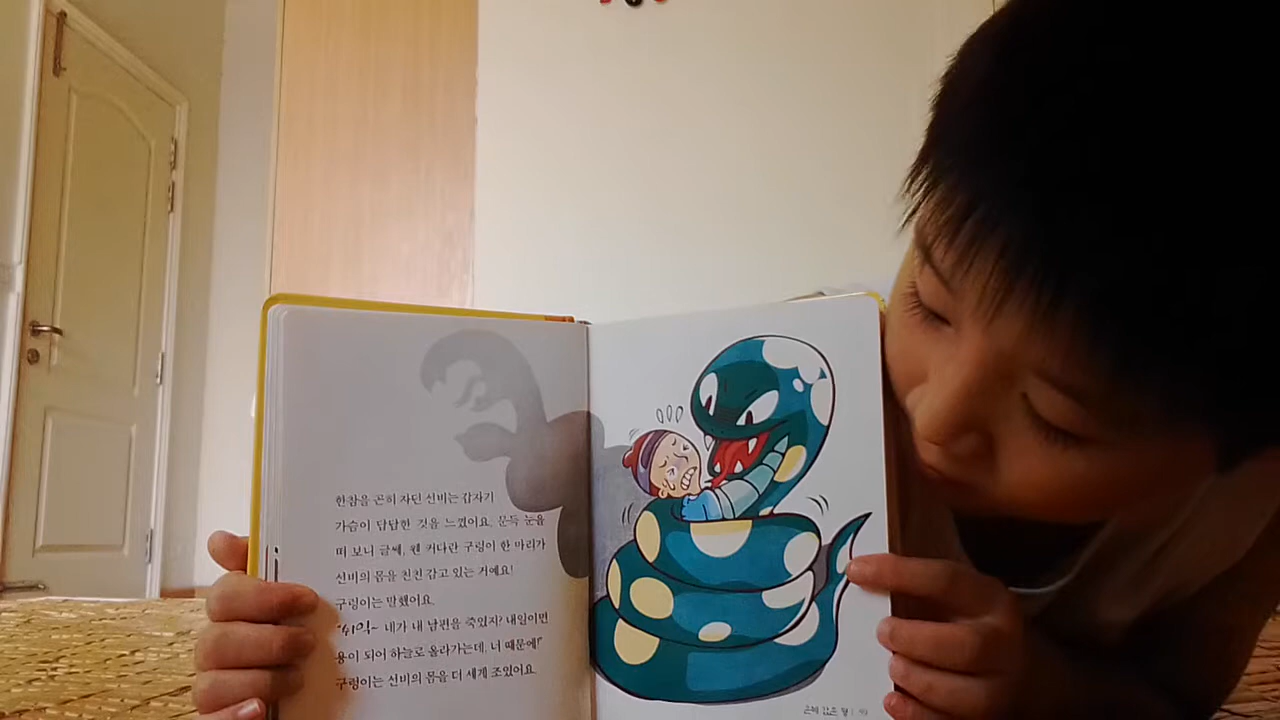 한참을 곤히 자던 선비는 갑자기
가슴이 답답한 것을 느꼈어요. 문득 눈을
떠 보니 글쎄, 웬 커다란 구렁이 한 마리가
선비의 몸을 친친 감고 있는 거예요!
구렁이는 말했어요.
"쉬익~ 네가 내 남편을 죽였지? 내일이면
용이 되어 하늘로 올라가는데, 너 때문에!"
구렁이는 선비의 몸을 더 세게 조였어요.
은혜 갚은 꿩